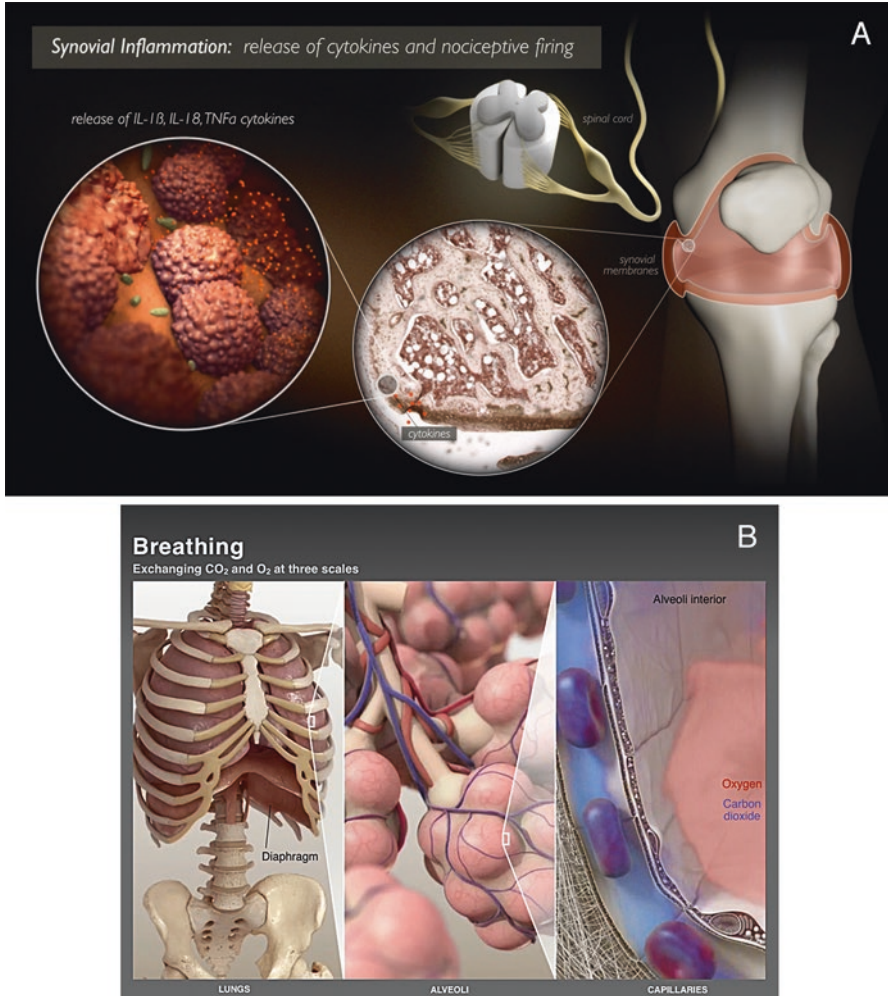 Synovial Inflammation: release of cytokines and nociceptive firing
A
release of IL-1ß, IL-18, TNFa cytokines
spinal cord
synovial
membranes
cytokines
Breathing
B
Exchanging CO₂ and O₂ at three scales
Alveoli interior
Oxygen
Carbon
dioxide
Diaphragm
LUNGS
ALVEOLI
CAPILLARIES